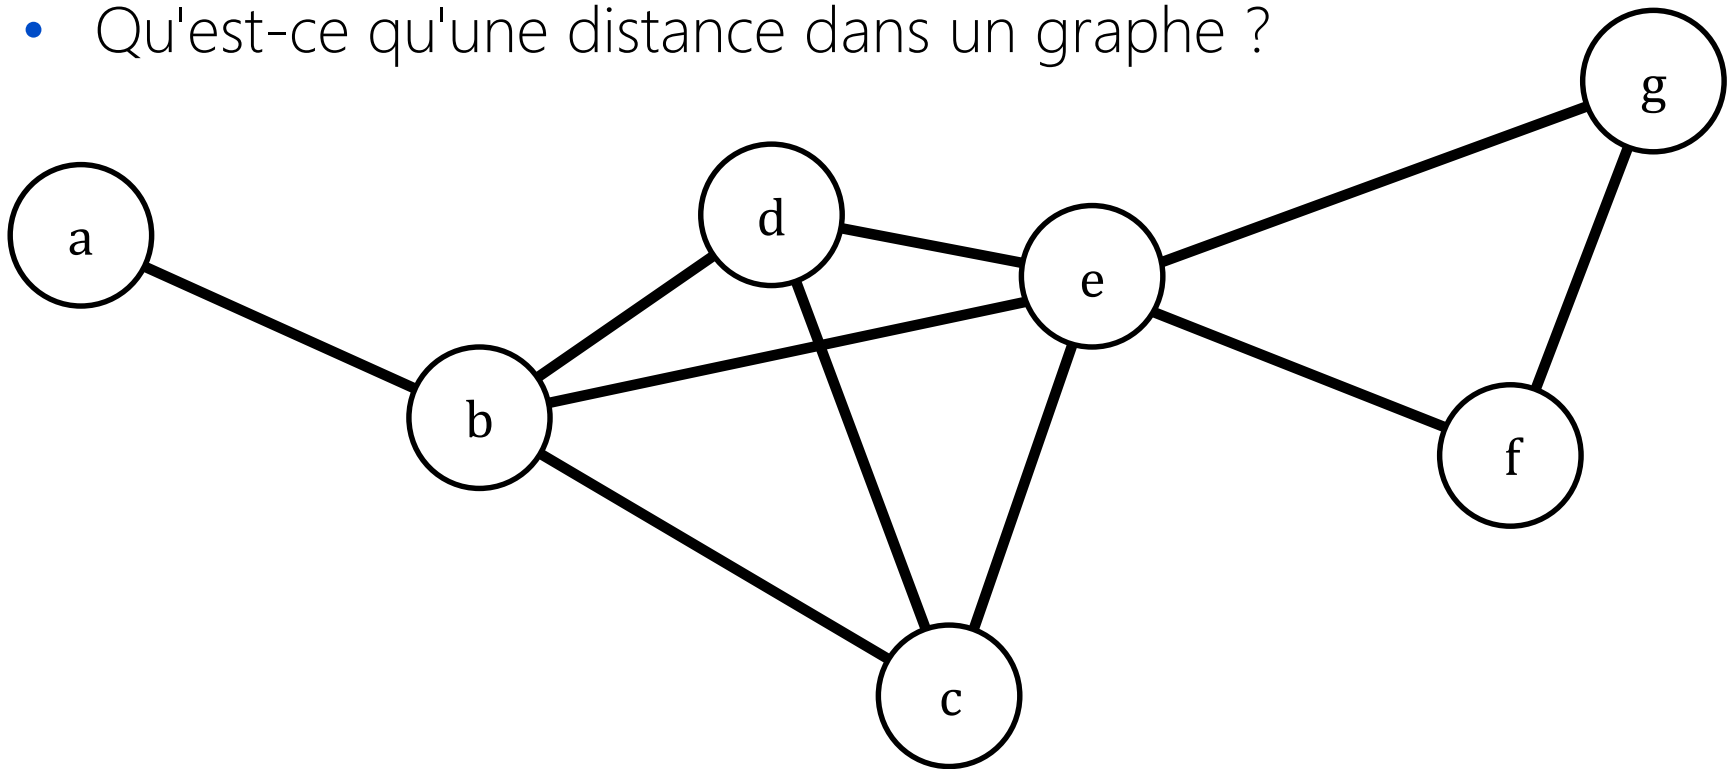 • Qu'est-ce qu'une distance dans un graphe ?
g
d
a
e
b
f
c